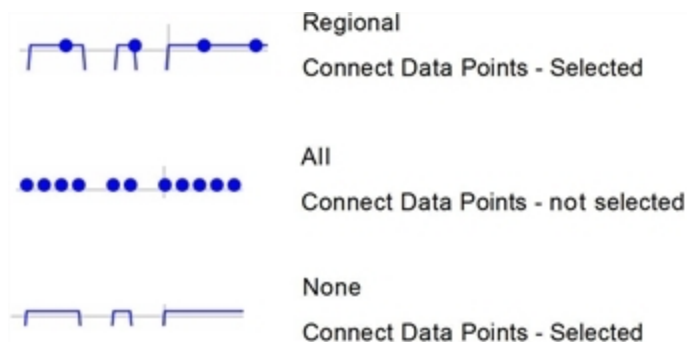 Regional
Connect Data Points - Selected
All
Connect Data Points - not selected
None
Connect Data Points - Selected